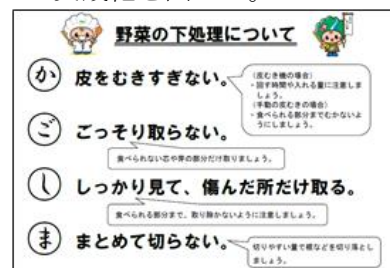 野菜の下処理について
か 皮をむきすぎない。
（皮むき機の場合）
・回す時間や入れる量に注意しま
しょう。
（手動の皮むきの場合）
・食べられる部分までむかないよ
うにしましょう。
ご ごっそり取らない。
食べられない芯や芽の部分だけ取りましょう。
し しっかり見て、傷んだ所だけ取る。
食べられる部分まで、取り除かないように注意しましょう。
ま まとめて切らない。
切りやすい量で根などを切り落とし
ましょう。